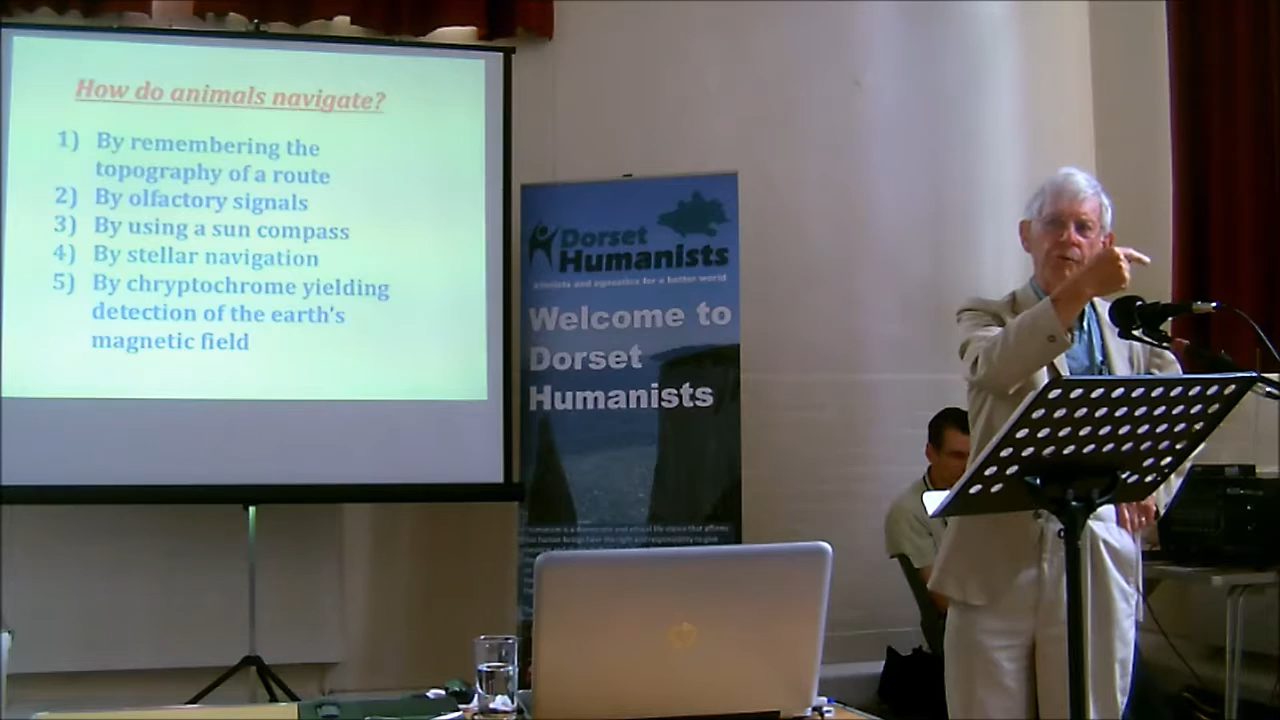 How do animals navigate?
1) By remembering the
topography of a route
2) By olfactory signals
3) By using a sun compass
4) By stellar navigation
5) By chryptochrome yielding
detection of the earth's
magnetic field
Dorset
Humanists
atheists and agnostics for a better world
Welcome to
Dorset
Humanists